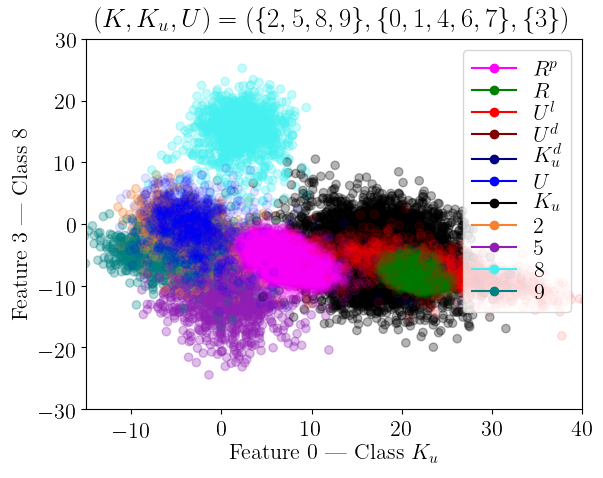 (K, K_u, U) = ({2, 5, 8, 9}, {0, 1, 4, 6, 7}, {3})
30
20
10
0
−10
−20
−30
Feature 3 — Class 8
R^p
R
U^l
U^d
K_u^d
U
K_u
2
5
8
9
−10 0 10 20 30 40
Feature 0 — Class K_u